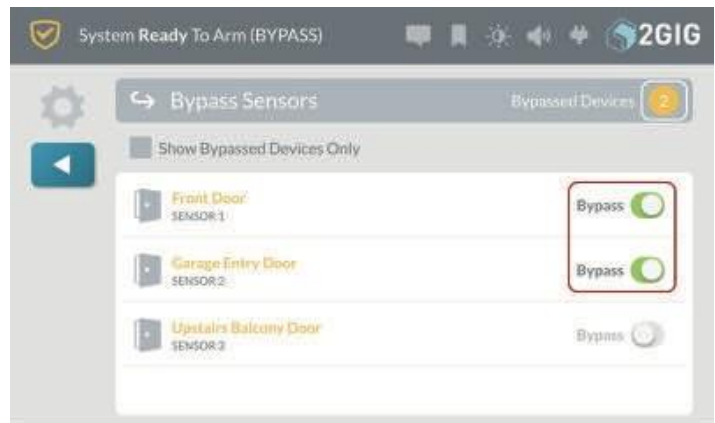 System Ready To Arm (BYPASS) 2GIG
Bypass Sensors Bypassed Devices 2
Show Bypassed Devices Only
Front Door Bypass
SENSOR 1
Garage Entry Door Bypass
SENSOR 2
Upstairs Balcony Door Bypass
SENSOR 3